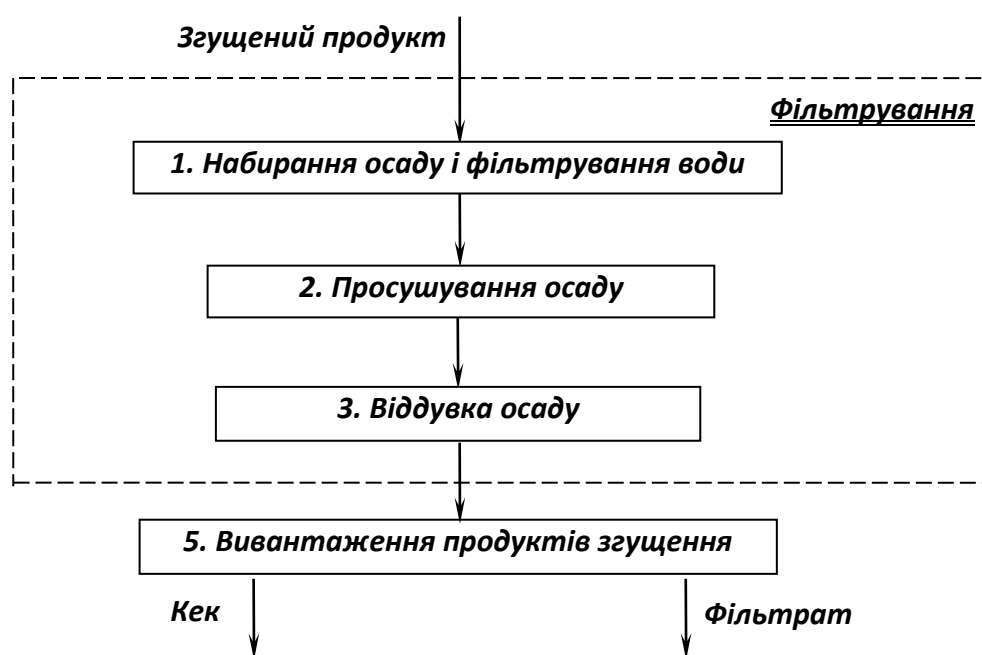 Згущений продукт
Фільтрування
1. Набирання осаду і фільтрування води
2. Просушування осаду
3. Віддувка осаду
5. Вивантаження продуктів згущення
Кек
Фільтрат